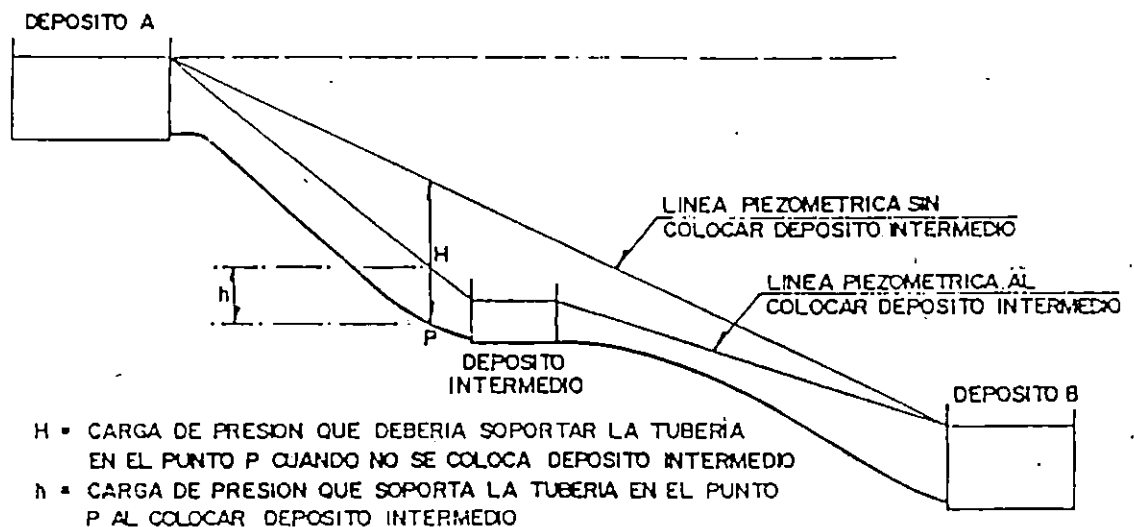 DEPOSITO A
LINEA PIEZOMETRICA SIN
COLOCAR DEPOSITO INTERMEDIO
H
LINEA PIEZOMETRICA AL
COLOCAR DEPOSITO INTERMEDIO
h
P
DEPOSITO
INTERMEDIO
DEPOSITO B
H = CARGA DE PRESION QUE DEBERIA SOPORTAR LA TUBERIA
EN EL PUNTO P CUANDO NO SE COLOCA DEPOSITO INTERMEDIO
h = CARGA DE PRESION QUE SOPORTA LA TUBERIA EN EL PUNTO
P AL COLOCAR DEPOSITO INTERMEDIO